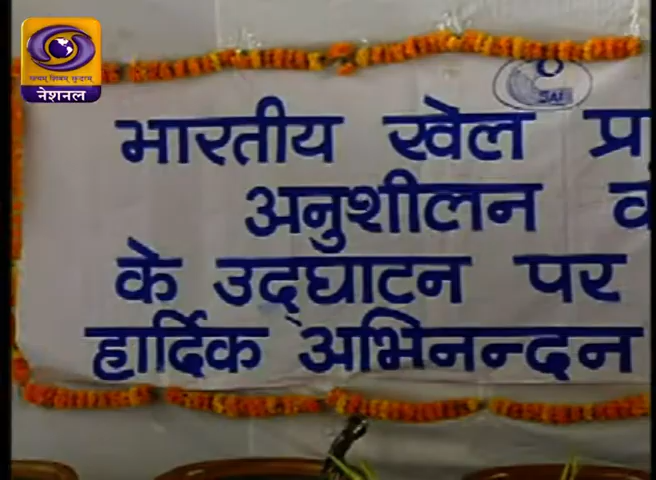 सत्यम् शिवम् सुन्दरम्
नेशनल
SAI
भारतीय खेल
अनुशीलन
के उद्घाटन पर
हार्दिक अभिनन्दन